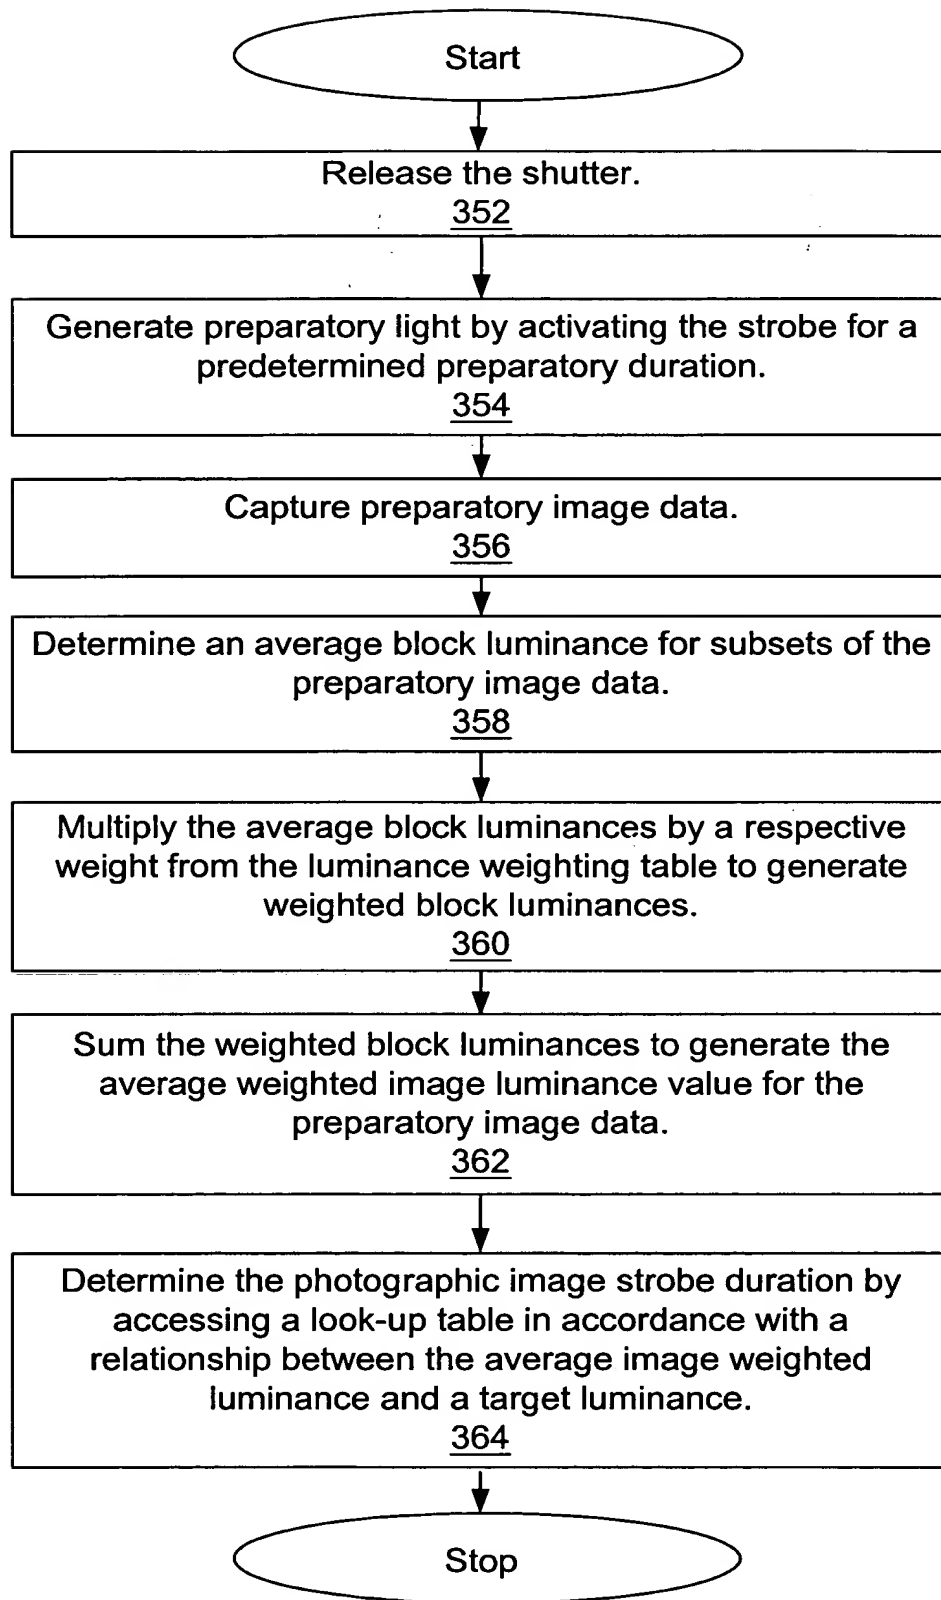 Start
Release the shutter.
352
Generate preparatory light by activating the strobe for a
predetermined preparatory duration.
354
Capture preparatory image data.
356
Determine an average block luminance for subsets of the
preparatory image data.
358
Multiply the average block luminances by a respective
weight from the luminance weighting table to generate
weighted block luminances.
360
Sum the weighted block luminances to generate the
average weighted image luminance value for the
preparatory image data.
362
Determine the photographic image strobe duration by
accessing a look-up table in accordance with a
relationship between the average image weighted
luminance and a target luminance.
364
Stop